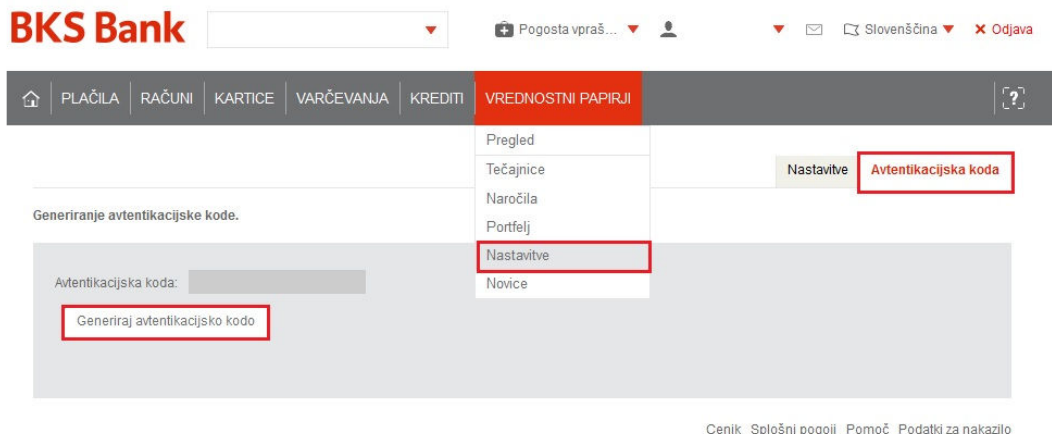 BKS Bank
Pogosta vpraš...
Slovenščina
Odjava
PLAČILA RAČUNI KARTICE VARČEVANJA KREDITI VREDNOSTNI PAPIRJI
[?]
Pregled
Tečajnice
Naročila
Portfelj
Nastavitve
Novice
Nastavitve Avtentikacijska koda
Generiranje avtentikacijske kode.
Avtentikacijska koda:
Generiraj avtentikacijsko kodo
Cenik Splošni pogoji Pomoč Podatki za nakazilo